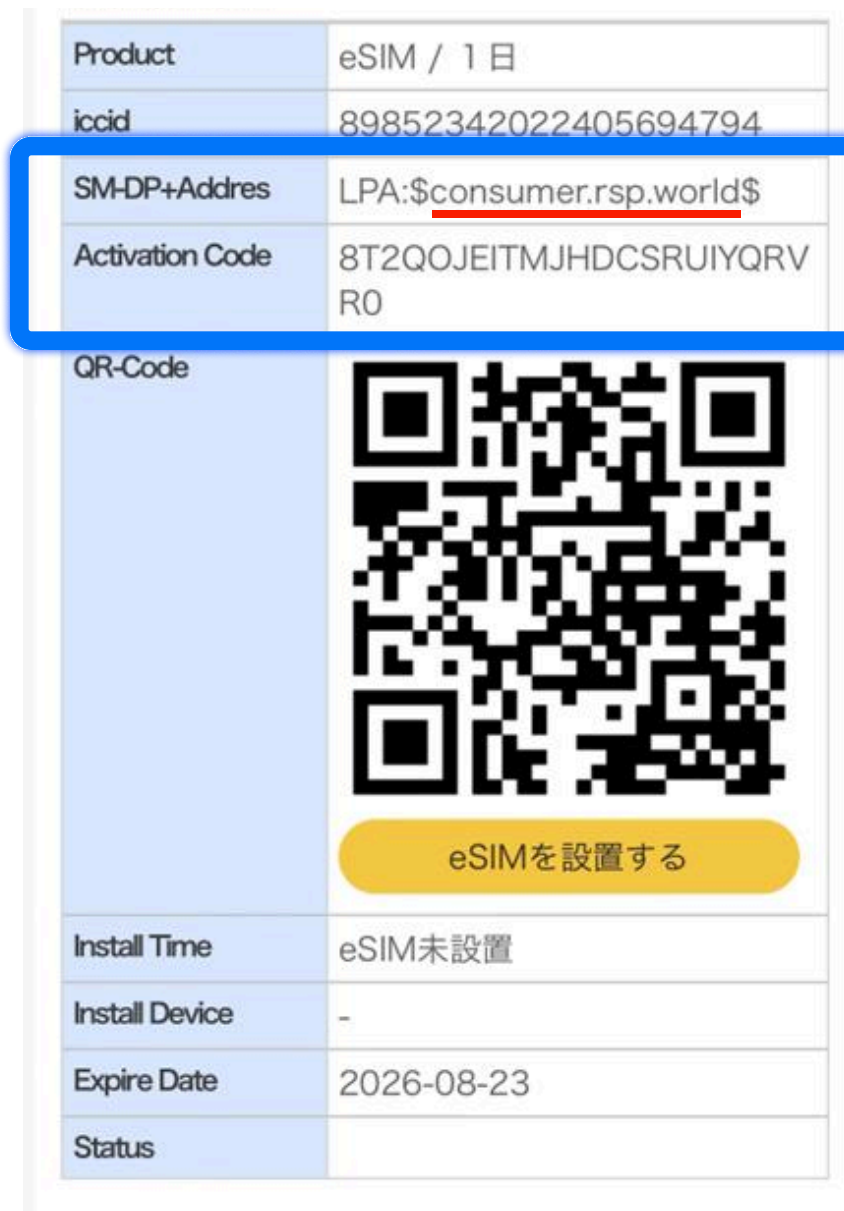 Product eSIM / 1日
iccid 89852342022405694794
SM-DP+Addres LPA:$consumer.rsp.world$
Activation Code 8T2QOJEITMJHDCSRUIYQRV
R0
QR-Code
eSIMを設置する
Install Time eSIM未設置
Install Device -
Expire Date 2026-08-23
Status